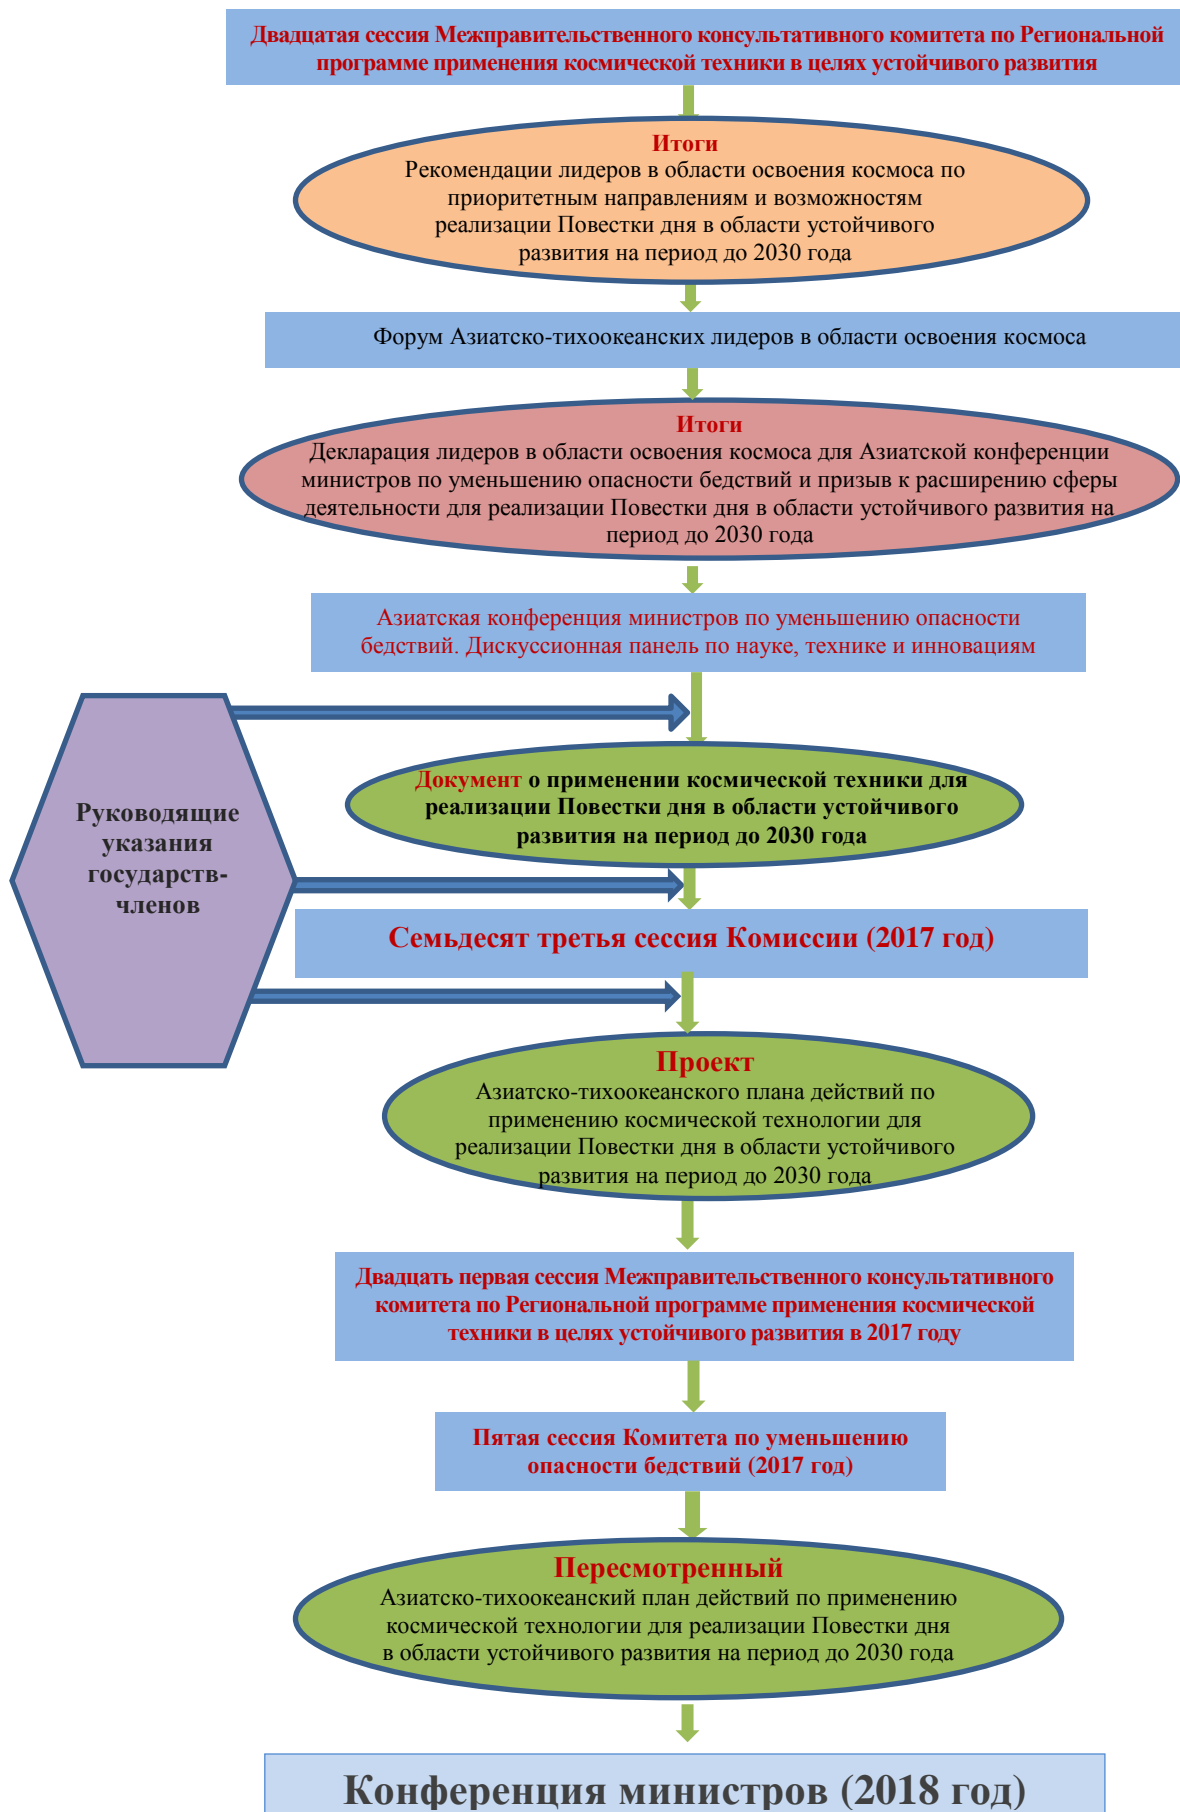 Двадцатая сессия Межправительственного консультативного комитета по Региональной
программе применения космической техники в целях устойчивого развития
Итоги
Рекомендации лидеров в области освоения космоса по
приоритетным направлениям и возможностям
реализации Повестки дня в области устойчивого
развития на период до 2030 года
Форум Азиатско-тихоокеанских лидеров в области освоения космоса
Итоги
Декларация лидеров в области освоения космоса для Азиатской конференции
министров по уменьшению опасности бедствий и призыв к расширению сферы
деятельности для реализации Повестки дня в области устойчивого развития на
период до 2030 года
Азиатская конференция министров по уменьшению опасности
бедствий. Дискуссионная панель по науке, технике и инновациям
Руководящие
указания
государств-
членов
Документ о применении космической техники для
реализации Повестки дня в области устойчивого
развития на период до 2030 года
Семьдесят третья сессия Комиссии (2017 год)
Проект
Азиатско-тихоокеанского плана действий по
применению космической технологии для
реализации Повестки дня в области устойчивого
развития на период до 2030 года
Двадцать первая сессия Межправительственного консультативного
комитета по Региональной программе применения космической
техники в целях устойчивого развития в 2017 году
Пятая сессия Комитета по уменьшению
опасности бедствий (2017 год)
Пересмотренный
Азиатско-тихоокеанский план действий по применению
космической технологии для реализации Повестки дня
в области устойчивого развития на период до 2030 года
Конференция министров (2018 год)